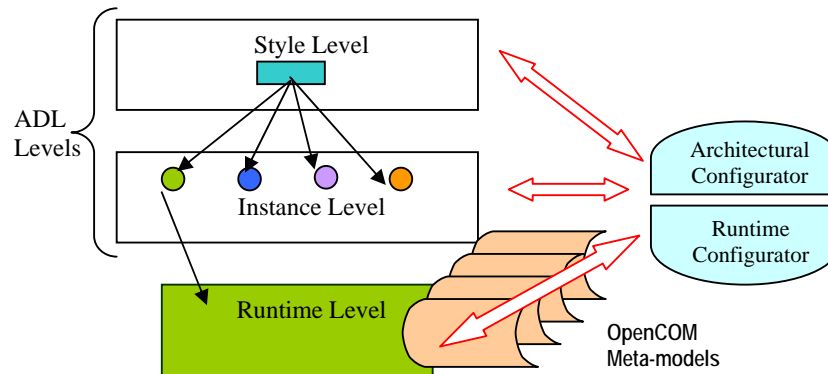 Style Level
ADL
Levels
Instance Level
Architectural
Configurator
Runtime
Configurator
Runtime Level
OpenCOM
Meta-models